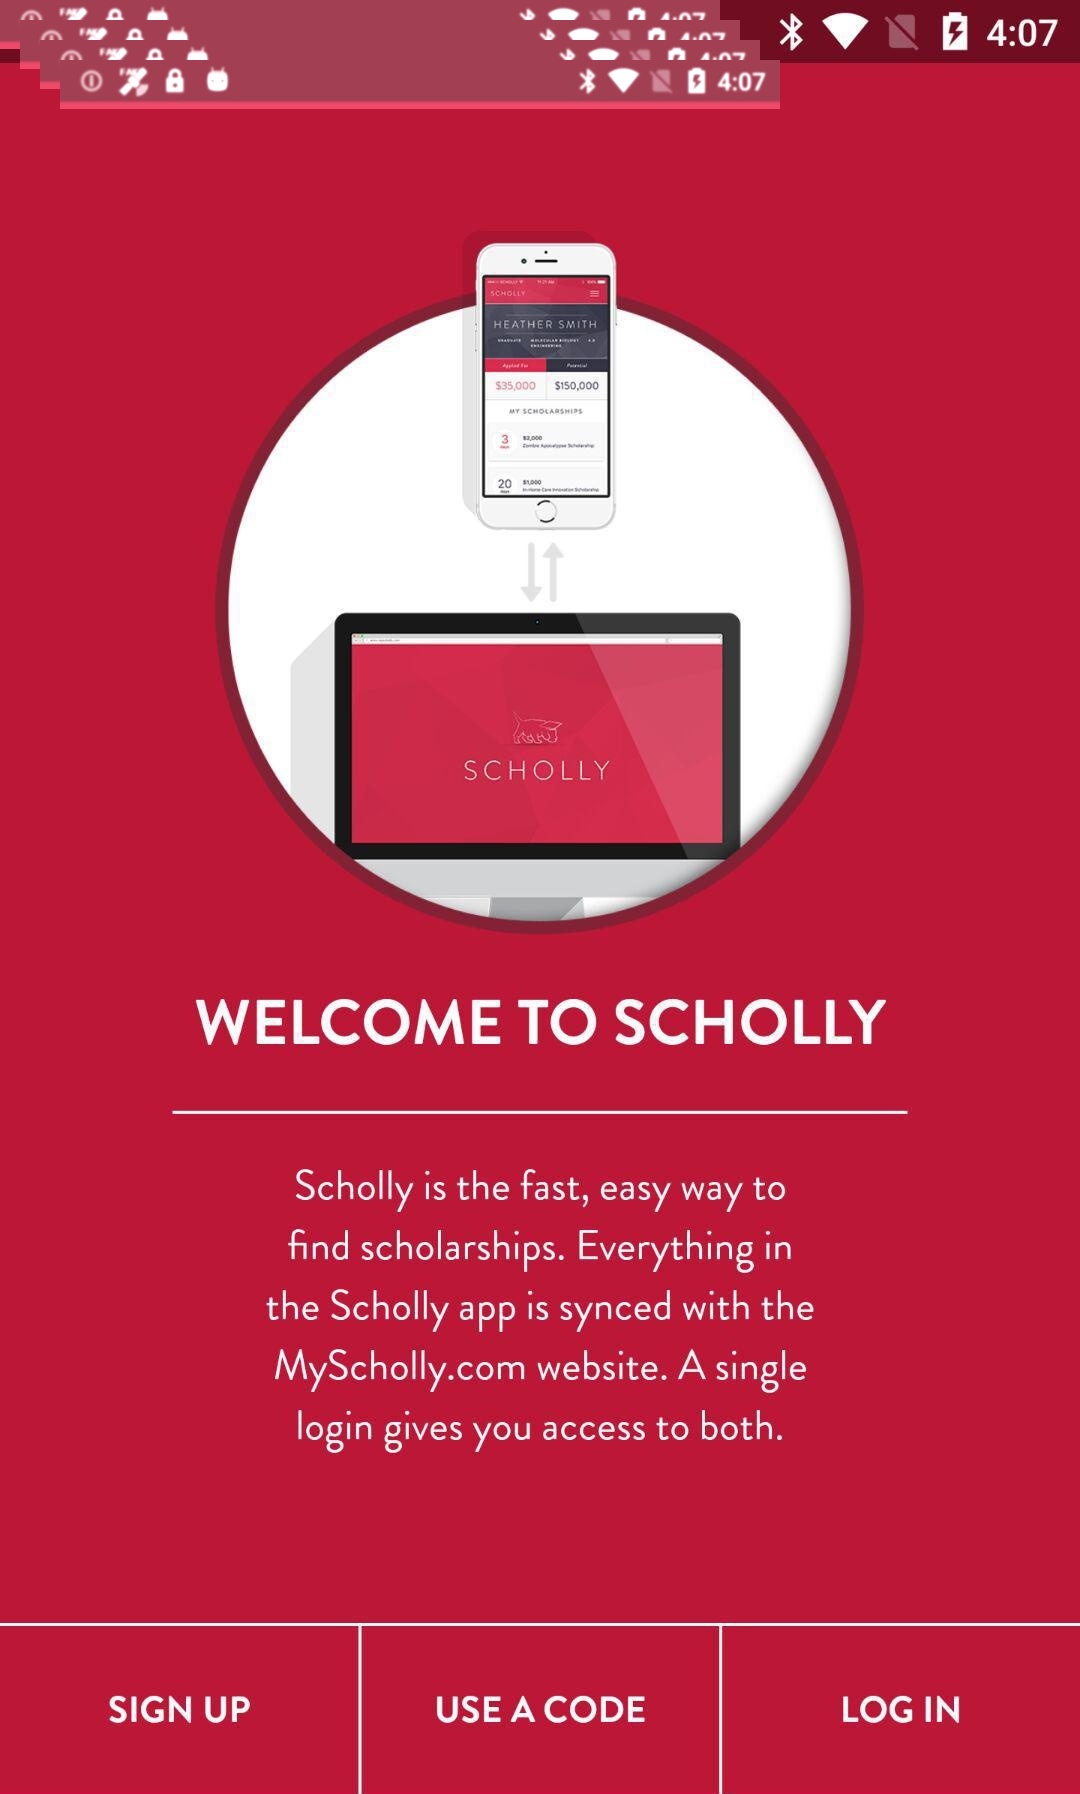 4:07
4:07
SCHOLLY
HEATHER SMITH
GRADUATE MOLECULAR BIOLOGY 4.0
ENGINEERING
Applied For Potential
$35,000 $150,000
MY SCHOLARSHIPS
3 $2,000
Zombie Apocalypse Scholarship
20 $1,000
In-Home Care Innovation Scholarship
SCHOLLY
WELCOME TO SCHOLLY
Scholly is the fast, easy way to
find scholarships. Everything in
the Scholly app is synced with the
MyScholly.com website. A single
login gives you access to both.
SIGN UP USE A CODE LOG IN